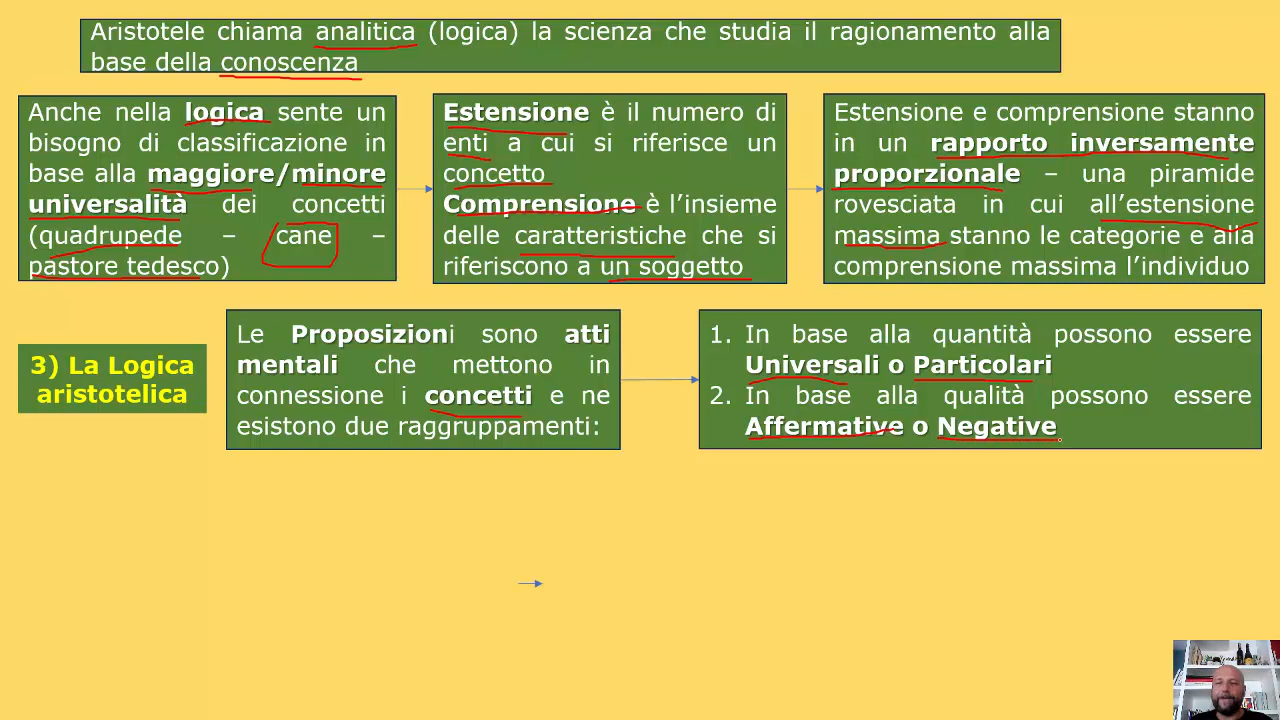 Aristotele chiama analitica (logica) la scienza che studia il ragionamento alla
base della conoscenza
Anche nella logica sente un
bisogno di classificazione in
base alla maggiore/minore
universalità dei concetti
(quadrupede – cane –
pastore tedesco)
Estensione è il numero di
enti a cui si riferisce un
concetto
Comprensione è l'insieme
delle caratteristiche che si
riferiscono a un soggetto
Estensione e comprensione stanno
in un rapporto inversamente
proporzionale – una piramide
rovesciata in cui all'estensione
massima stanno le categorie e alla
comprensione massima l'individuo
3) La Logica
aristotelica
Le Proposizioni sono atti
mentali che mettono in
connessione i concetti e ne
esistono due raggruppamenti:
1. In base alla quantità possono essere
Universali o Particolari
2. In base alla qualità possono essere
Affermative o Negative